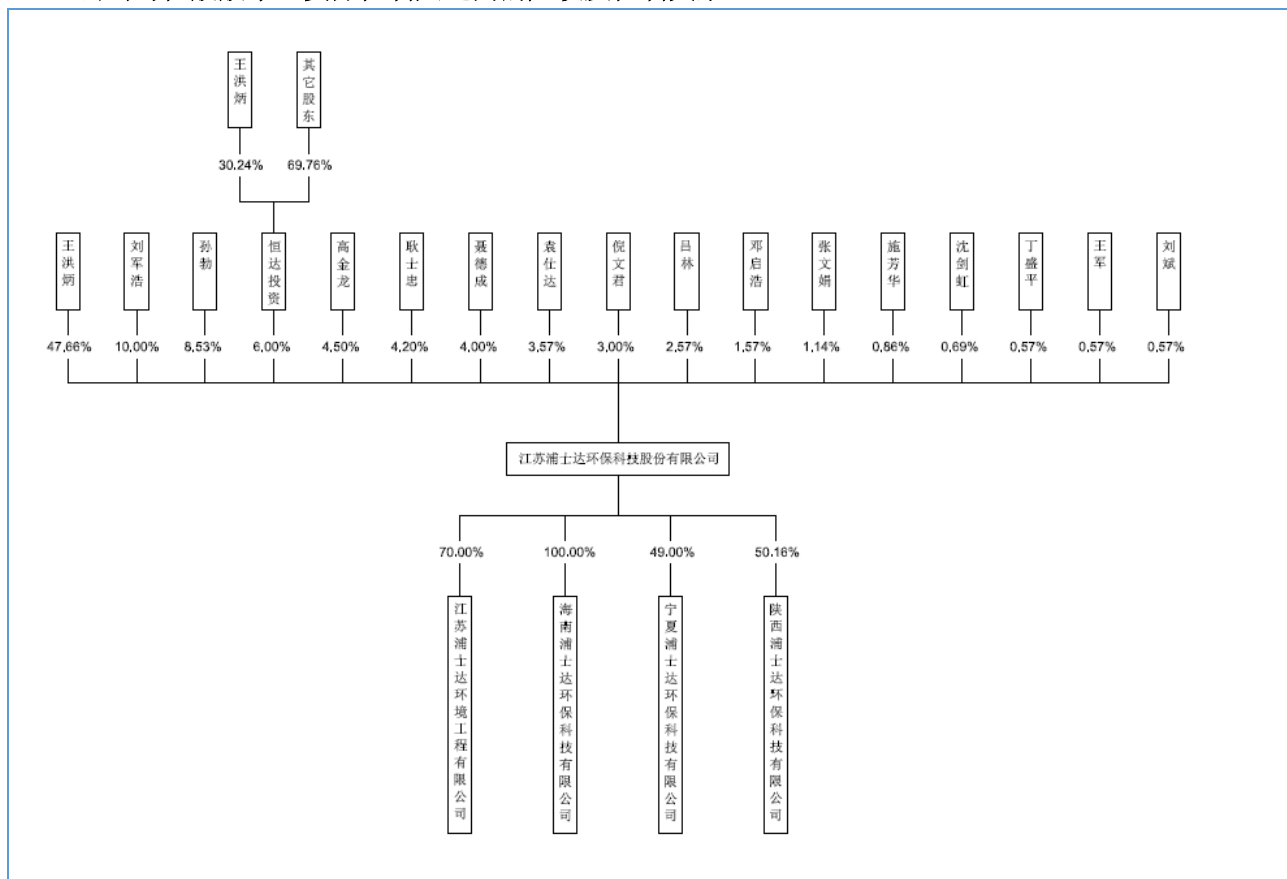 王洪炳
其它股东
30.24%
69.76%
王洪炳
刘军浩
孙勃
恒达投资
高金龙
耿士忠
聂德成
袁仕达
倪文君
吕林
邓启浩
张文娟
施芳华
沈剑虹
丁盛平
王军
刘斌
47.66%
10.00%
8.53%
6.00%
4.50%
4.20%
4.00%
3.57%
3.00%
2.57%
1.57%
1.14%
0.86%
0.69%
0.57%
0.57%
0.57%
江苏浦士达环保科技股份有限公司
70.00%
100.00%
49.00%
50.16%
江苏浦士达环境工程有限公司
海南浦士达环保科技有限公司
宁夏浦士达环保科技有限公司
陕西浦士达环保科技有限公司